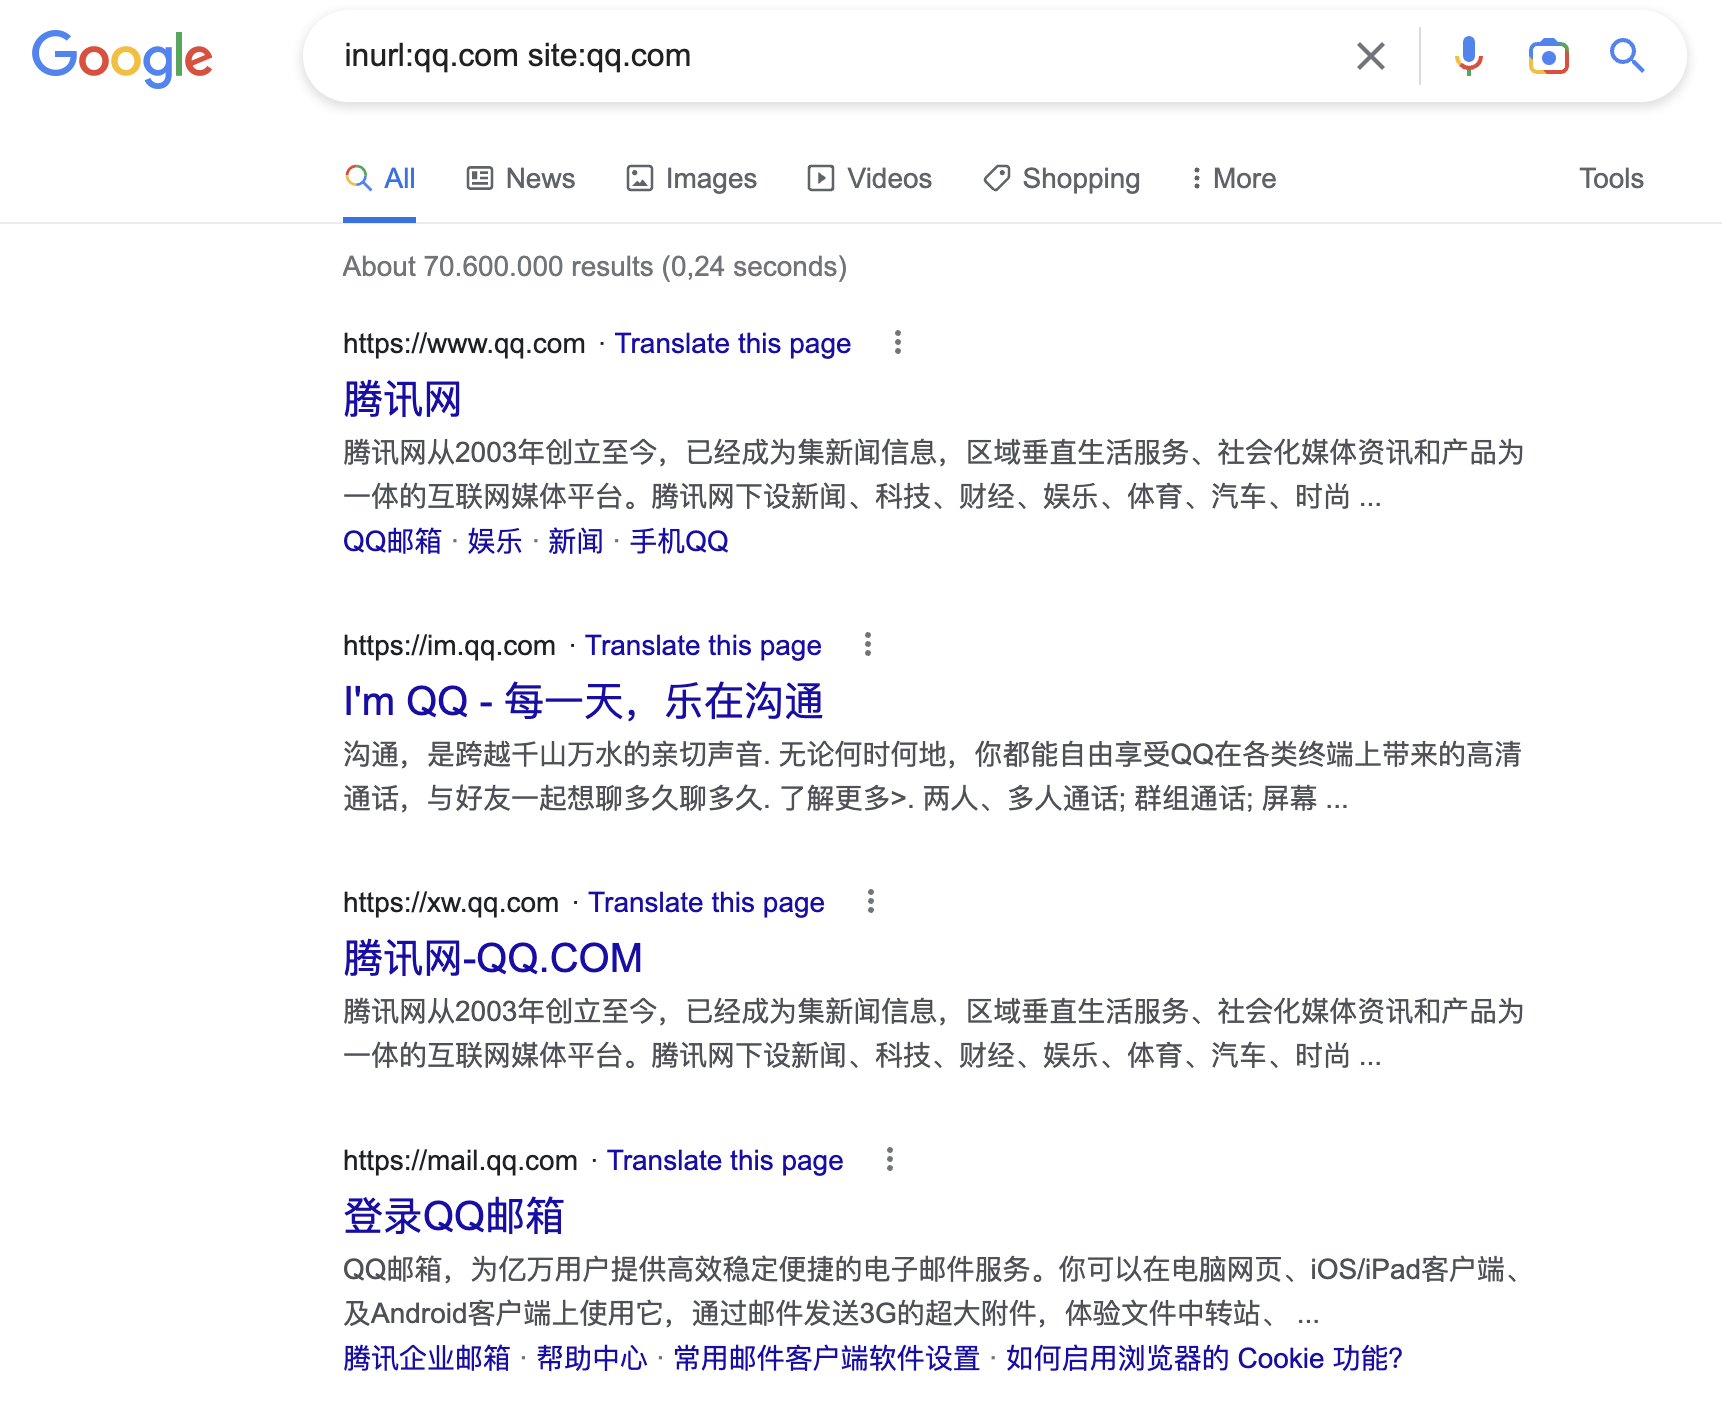 Google
inurl:qq.com site:qq.com
All News Images Videos Shopping More Tools
About 70.600.000 results (0,24 seconds)
https://www.qq.com · Translate this page
腾讯网
腾讯网从2003年创立至今，已经成为集新闻信息，区域垂直生活服务、社会化媒体资讯和产品为
一体的互联网媒体平台。腾讯网下设新闻、科技、财经、娱乐、体育、汽车、时尚 ...
QQ邮箱 · 娱乐 · 新闻 · 手机QQ
https://im.qq.com · Translate this page
I'm QQ - 每一天，乐在沟通
沟通，是跨越千山万水的亲切声音. 无论何时何地，你都能自由享受QQ在各类终端上带来的高清
通话，与好友一起想聊多久聊多久. 了解更多>. 两人、多人通话; 群组通话; 屏幕 ...
https://xw.qq.com · Translate this page
腾讯网-QQ.COM
腾讯网从2003年创立至今，已经成为集新闻信息，区域垂直生活服务、社会化媒体资讯和产品为
一体的互联网媒体平台。腾讯网下设新闻、科技、财经、娱乐、体育、汽车、时尚 ...
https://mail.qq.com · Translate this page
登录QQ邮箱
QQ邮箱，为亿万用户提供高效稳定便捷的电子邮件服务。你可以在电脑网页、iOS/iPad客户端、
及Android客户端上使用它，通过邮件发送3G的超大附件，体验文件中转站、 ...
腾讯企业邮箱 · 帮助中心 · 常用邮件客户端软件设置 · 如何启用浏览器的 Cookie 功能?